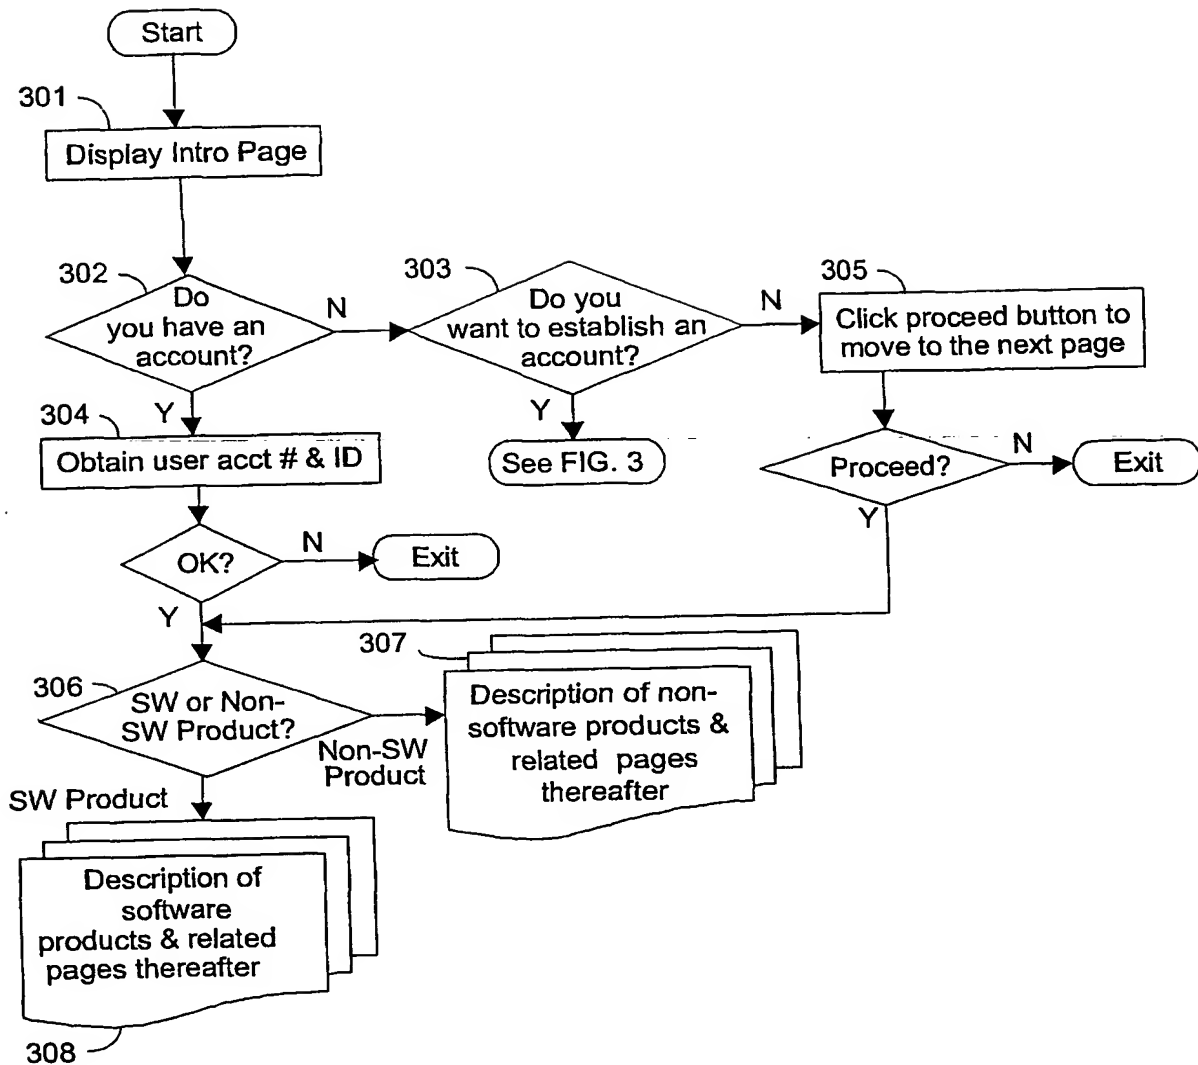 Start
301
Display Intro Page
302
Do
you have an
account?
N
303
Do you
want to establish an
account?
N
305
Click proceed button to
move to the next page
Y
304
Obtain user acct # & ID
Y
See FIG. 3
Proceed?
N
Exit
Y
OK?
N
Exit
Y
306
SW or Non-
SW Product?
Non-SW
Product
307
Description of non-
software products &
related pages
thereafter
SW Product
Description of
software
products & related
pages thereafter
308